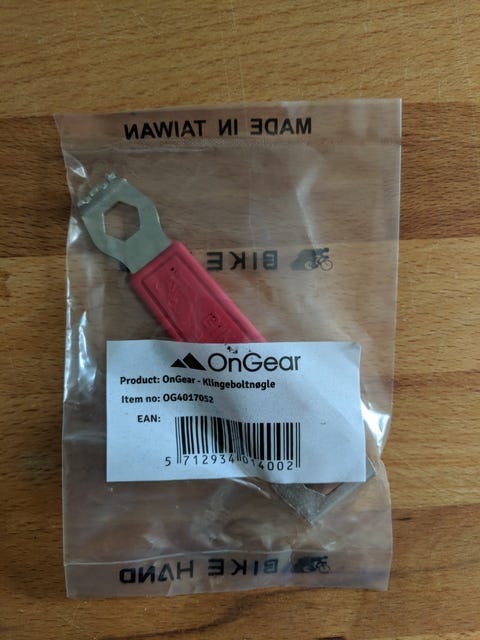 MADE IN TAIWAN
BIKE
OnGear
Product: OnGear - Klingeboltnøgle
Item no: OG4017052
EAN:
5 712934 014002
BIKE HAND